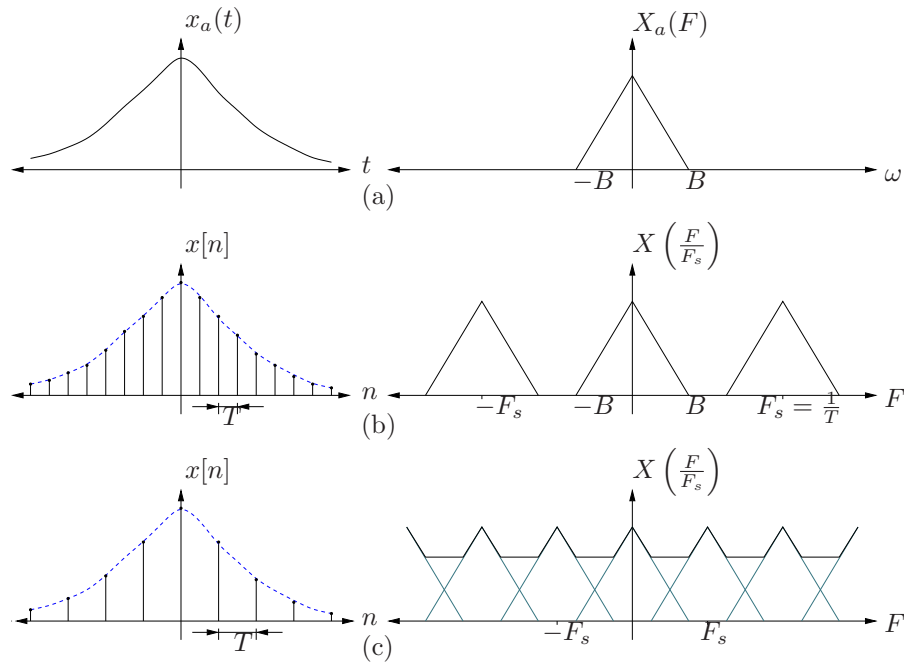 x_a(t)
X_a(F)
t
−B
B
ω
(a)
x[n]
X (F/F_s)
n
T
−F_s
−B
B
F_s = 1/T
F
(b)
x[n]
X (F/F_s)
n
T
−F_s
F_s
F
(c)